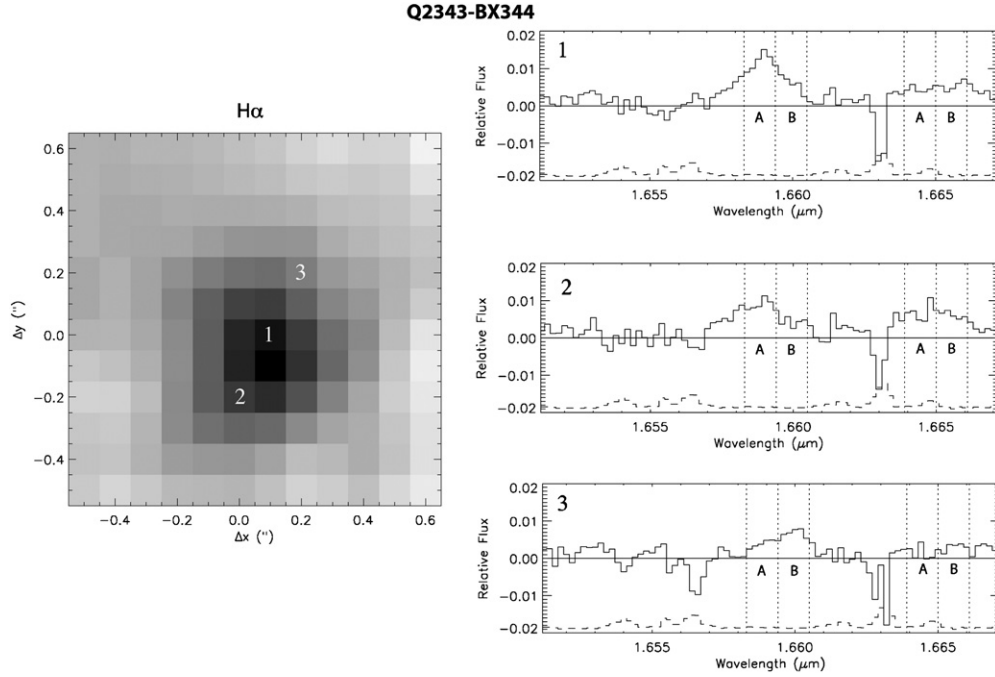 Q2343-BX344
Hα
0.6
0.4
0.2
0.0
−0.2
−0.4
Δy (")
−0.4 −0.2 0.0 0.2 0.4 0.6
Δx (")
3
1
2
1
0.02
0.01
0.00
−0.01
−0.02
Relative Flux
A B A B
1.655 1.660 1.665
Wavelength (μm)
2
0.02
0.01
0.00
−0.01
−0.02
Relative Flux
A B A B
1.655 1.660 1.665
Wavelength (μm)
3
0.02
0.01
0.00
−0.01
−0.02
Relative Flux
A B A B
1.655 1.660 1.665
Wavelength (μm)